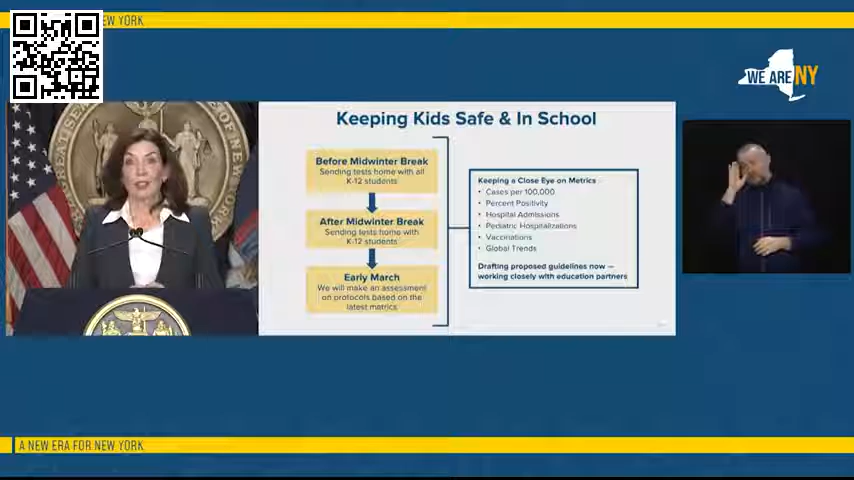 EW YORK
WE ARE NY
Keeping Kids Safe & In School
Before Midwinter Break
Sending tests home with all
K-12 students
After Midwinter Break
Sending tests home with
K-12 students
Early March
We will make an assessment
on protocols based on the
latest matrics
Keeping a Close Eye on Metrics
• Cases per 100,000
• Percent Positivity
• Hospital Admissions
• Pediatric Hospitalizations
• Vaccinations
• Global Trends
Drafting proposed guidelines now —
working closely with education partners
A NEW ERA FOR NEW YORK